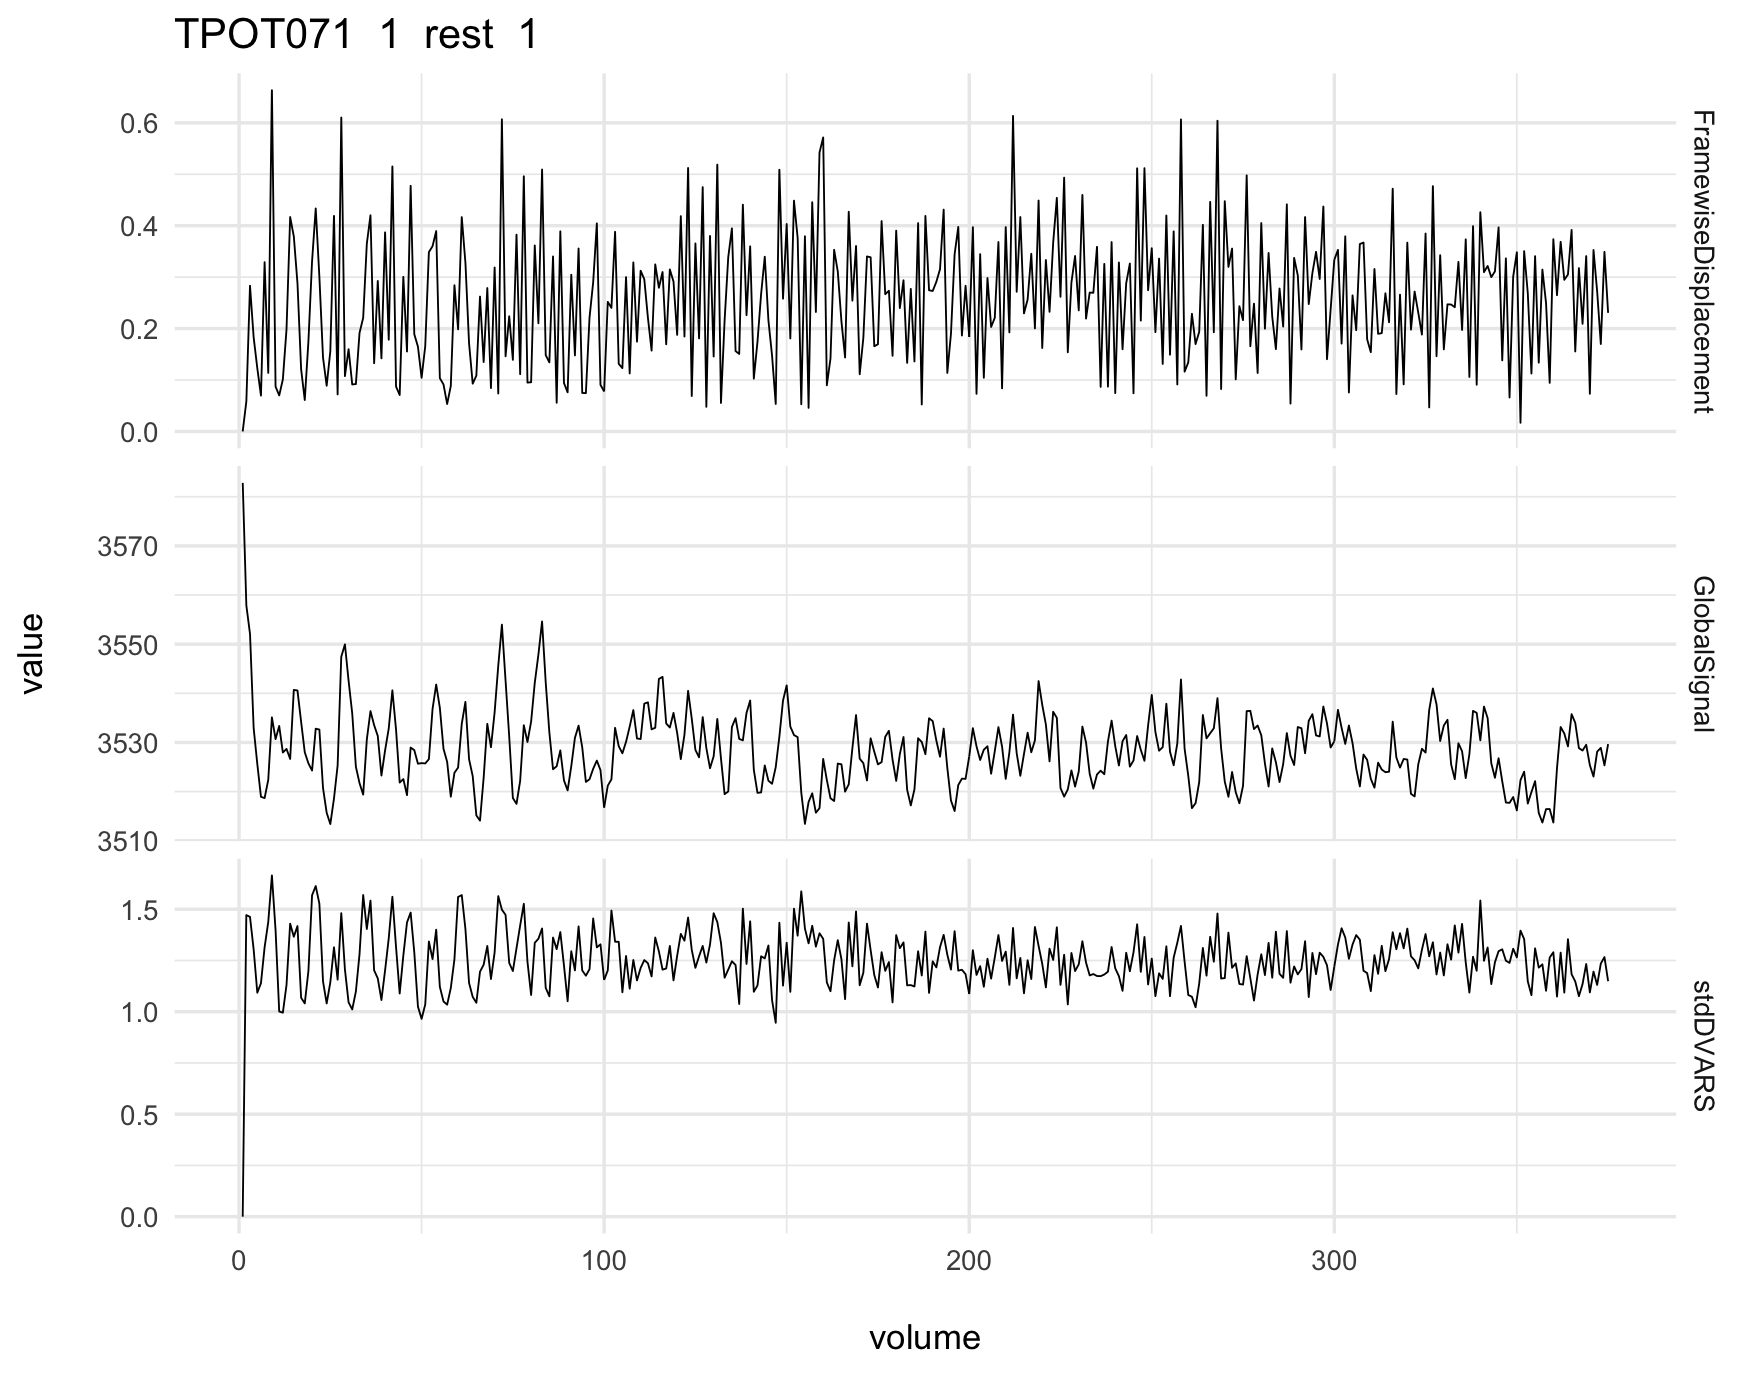 TPOT071 1 rest 1
0.6
0.4
0.2
0.0
FramewiseDisplacement
3570
3550
3530
3510
GlobalSignal
1.5
1.0
0.5
0.0
stdDVARS
value
0 100 200 300
volume